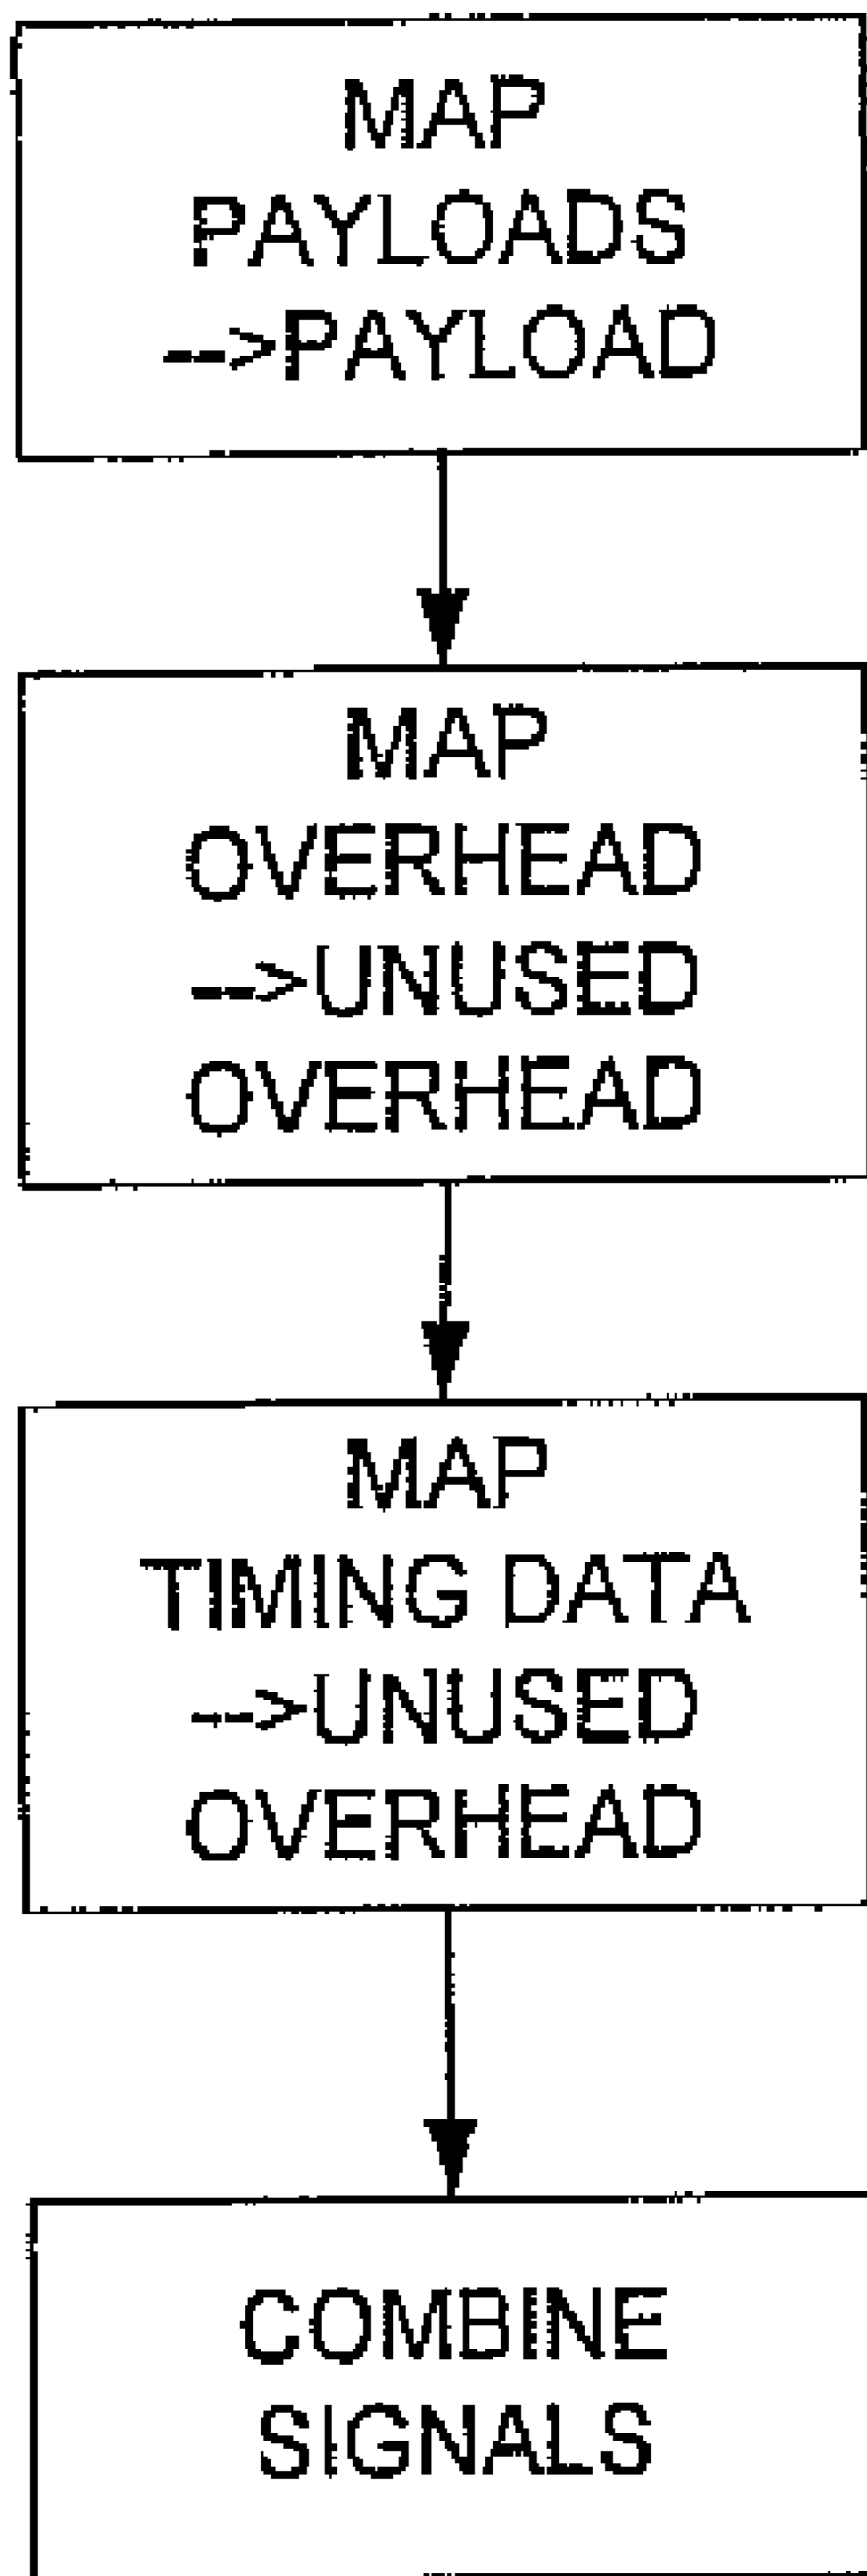 MAP
PAYLOADS
-->PAYLOAD
MAP
OVERHEAD
-->UNUSED
OVERHEAD
MAP
TIMING DATA
-->UNUSED
OVERHEAD
COMBINE
SIGNALS